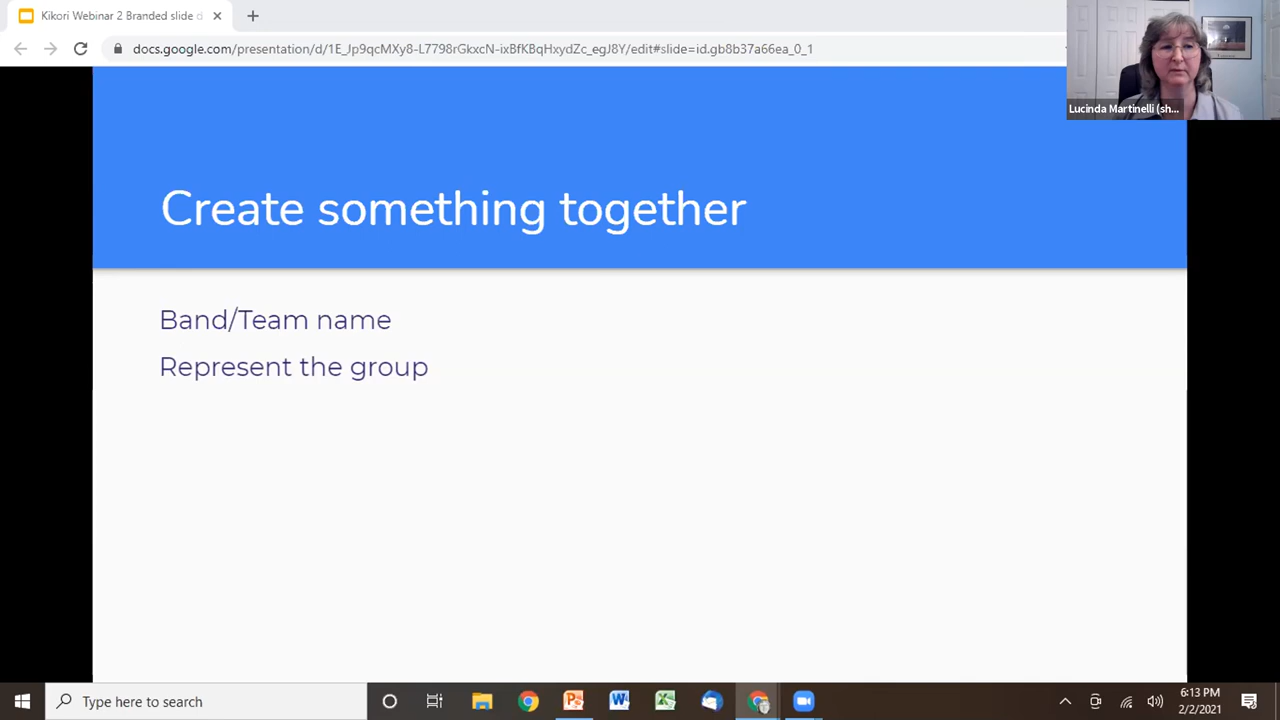 Kikori Webinar 2 Branded slide d
docs.google.com/presentation/d/1E_Jp9qcMXy8-L7798rGkxcN-ixBfKBqHxydZc_egJ8Y/edit#slide=id.gb8b37a66ea_0_1
Lucinda Martinelli (sh...
Create something together
Band/Team name
Represent the group
Type here to search
6:13 PM
2/2/2021